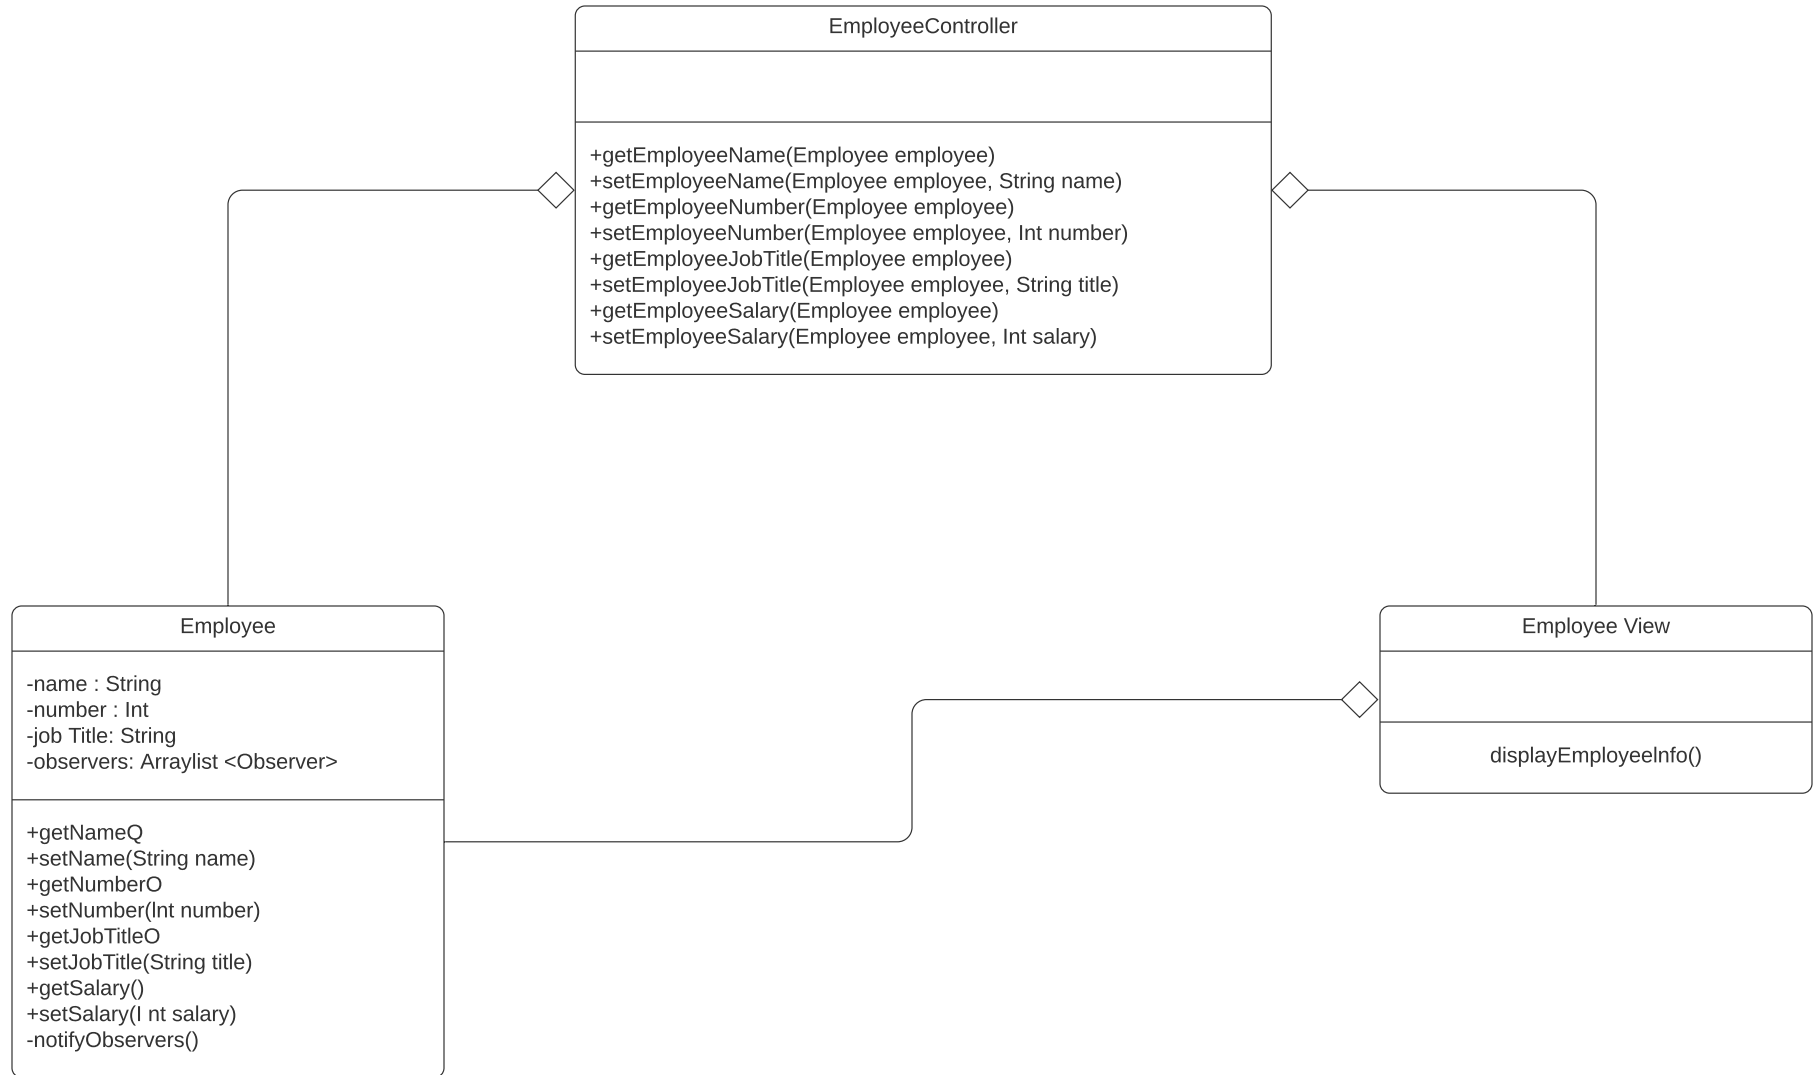 EmployeeController
+getEmployeeName(Employee employee)
+setEmployeeName(Employee employee, String name)
+getEmployeeNumber(Employee employee)
+setEmployeeNumber(Employee employee, Int number)
+getEmployeeJobTitle(Employee employee)
+setEmployeeJobTitle(Employee employee, String title)
+getEmployeeSalary(Employee employee)
+setEmployeeSalary(Employee employee, Int salary)
Employee
-name : String
-number : Int
-job Title: String
-observers: Arraylist <Observer>
+getNameQ
+setName(String name)
+getNumberO
+setNumber(lnt number)
+getJobTitleO
+setJobTitle(String title)
+getSalary()
+setSalary(I nt salary)
-notifyObservers()
Employee View
displayEmployeelnfo()